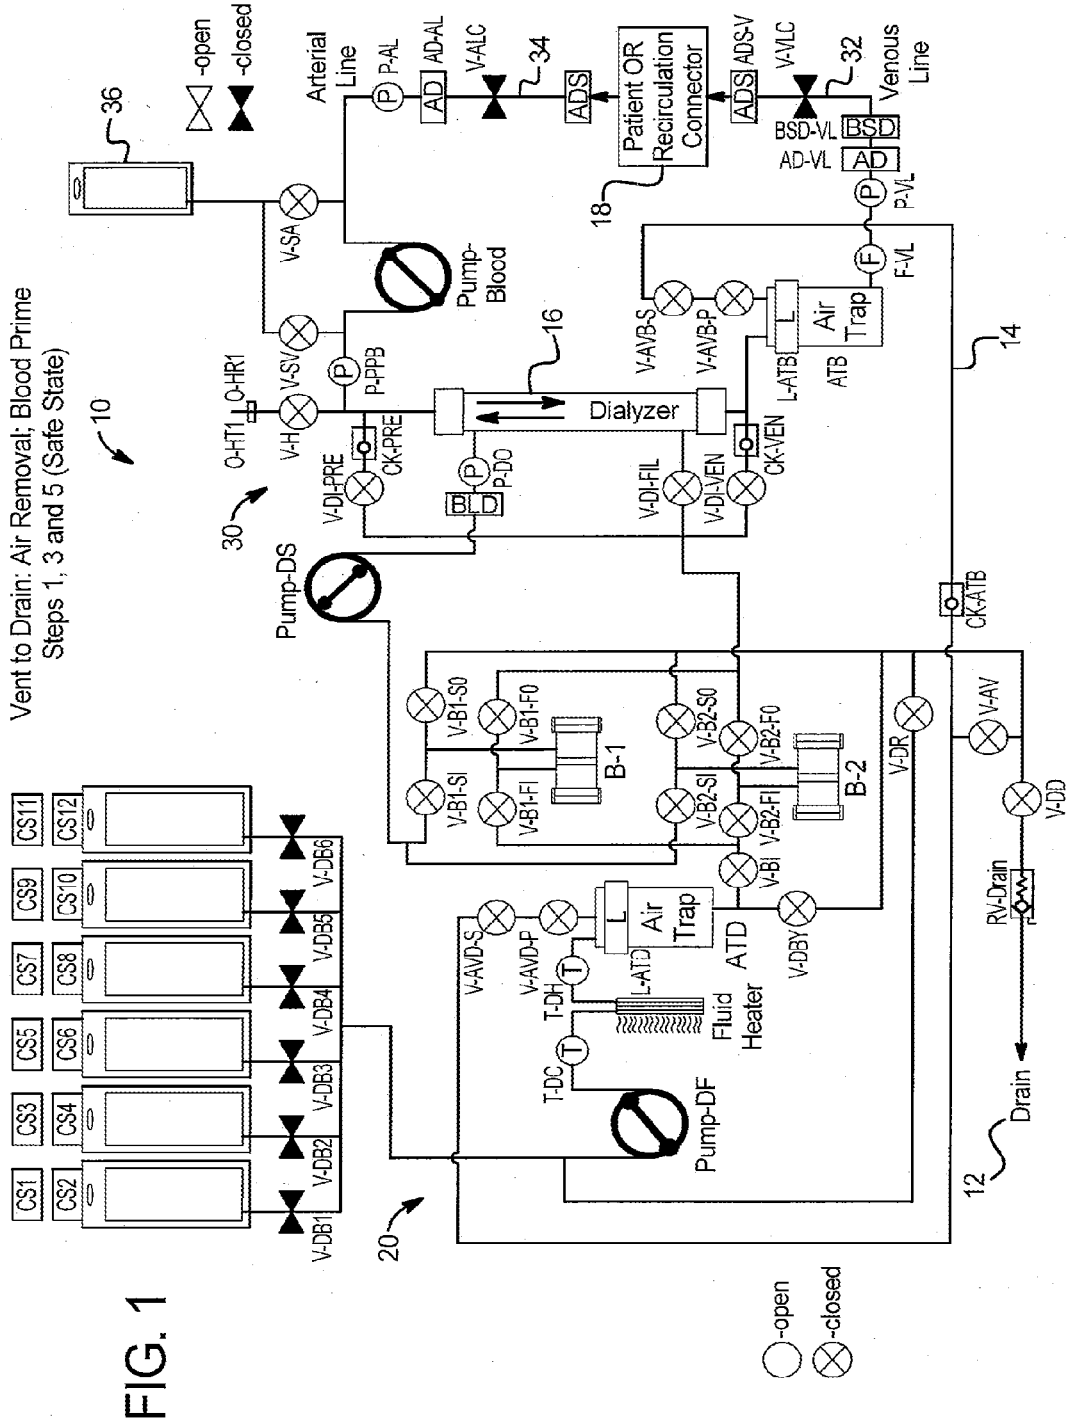 FIG. 1
Vent to Drain: Air Removal; Blood Prime
Steps 1, 3 and 5 (Safe State)
10
-open
-closed
36
CS1
CS2
CS3
CS4
CS5
CS6
CS7
CS8
CS9
CS10
CS11
CS12
V-DB1
V-DB2
V-DB3
V-DB4
V-DB5
V-DB6
20
30
O-HT1
O-HR1
V-H
V-SV
V-SA
P-PPB
Pump-
Blood
Arterial
Line
P
P-AL
AD
AD-AL
V-ALC
34
ADS
Patient OR
Recirculation
Connector
18
ADS
ADS-V
V-VLC
32
Venous
Line
BSD-VL
BSD
AD-VL
AD
P
P-VL
F
F-VL
V-DI-PRE
CK-PRE
P
Pump-DS
BLD
P
P-DO
16
Dialyzer
V-DI-FIL
V-DI-VEN
CK-VEN
V-AVB-S
V-AVB-P
L
L-ATB
Air
Trap
ATB
14
CK-ATB
V-B1-S0
V-B1-SI
V-B1-F0
V-B1-FI
B-1
V-B2-S0
V-B2-SI
V-B2-F0
V-B2-FI
B-2
V-BI
V-DR
V-AV
V-DD
RV-Drain
Drain
12
V-AVD-S
V-AVD-P
L
L-ATD
Air
Trap
ATD
V-DBY
T
T-DH
T
T-DC
Fluid
Heater
Pump-DF
-open
-closed